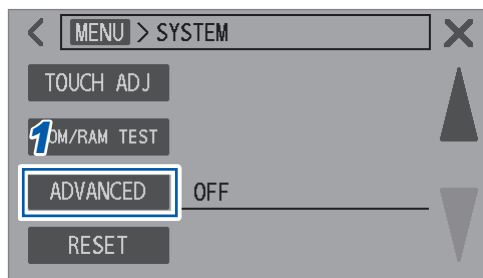 MENU > SYSTEM
TOUCH ADJ
1
OM/RAM TEST
ADVANCED OFF
RESET